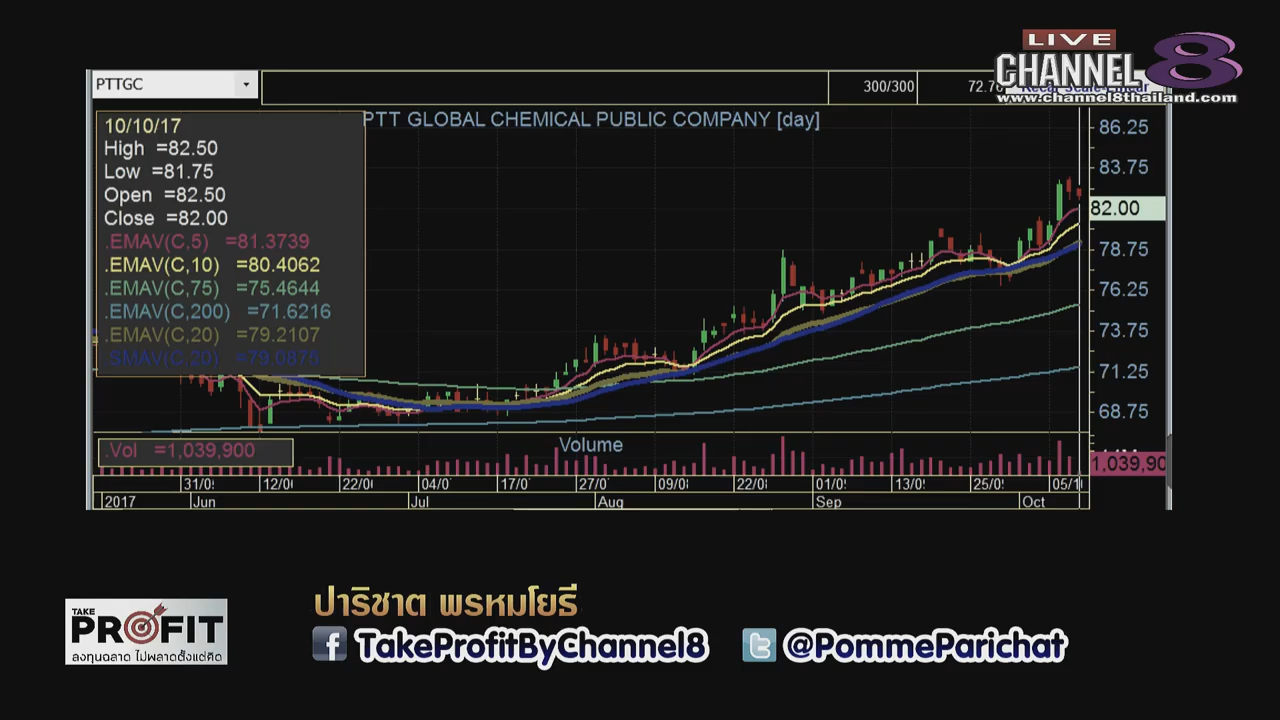 LIVE
CHANNEL 8
www.channel8thailand.com
PTTGC
300/300
PTT GLOBAL CHEMICAL PUBLIC COMPANY [day]
10/10/17
High =82.50
Low =81.75
Open =82.50
Close =82.00
.EMAV(C,5) =81.3739
.EMAV(C,10) =80.4062
.EMAV(C,75) =75.4644
.EMAV(C,200) =71.6216
.EMAV(C,20) =79.2107
.SMAV(C,20) =79.0875
86.25
83.75
82.00
78.75
76.25
73.75
71.25
68.75
Volume
.Vol =1,039,900
1,039,90
31/0
12/0
22/0
04/0
17/0
27/0
09/0
22/0
01/0
13/0
25/0
05/1
2017 Jun Jul Aug Sep Oct
TAKE
PROFIT
ลงทุนฉลาด ไม่พลาดตั้งแต่คิด
ปาริชาต พรหมโยธี
f TakeProfitByChannel8
t @PommeParichat